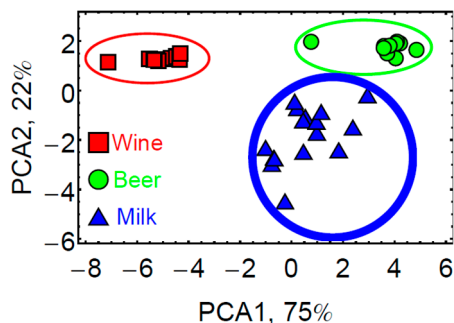 PCA2, 22%
2
0
−2
−4
−6
Wine
Beer
Milk
−8 −6 −4 −2 0 2 4 6
PCA1, 75%